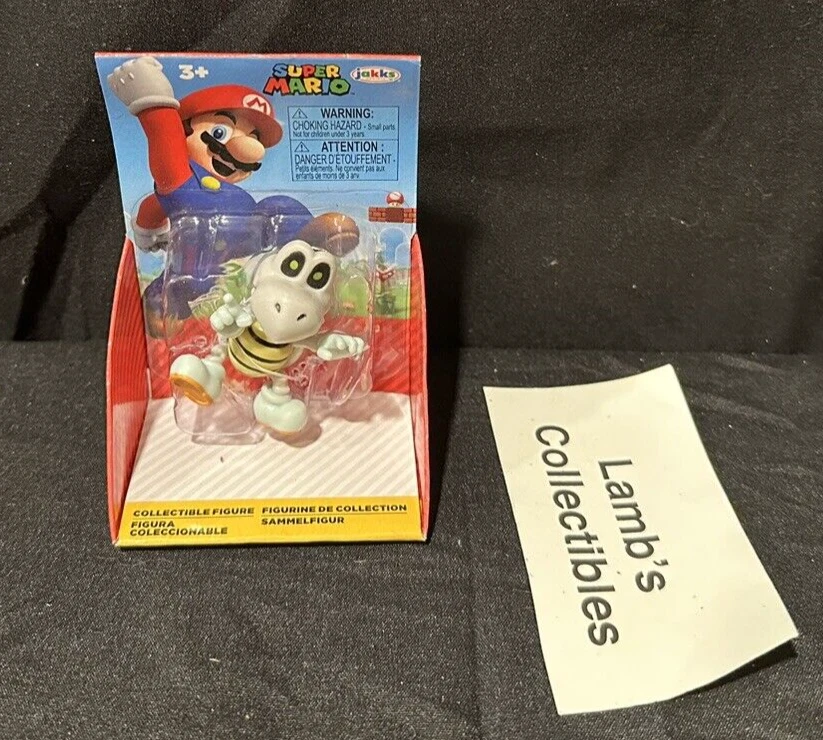 3+
SUPER
MARIO
TM
jakks
WARNING:
CHOKING HAZARD - Small parts.
Not for children under 3 years.
ATTENTION :
DANGER D'ÉTOUFFEMENT -
Petits éléments. Ne convient pas aux
enfants de moins de 3 ans.
M
COLLECTIBLE FIGURE
FIGURINE DE COLLECTION
FIGURA
COLECCIONABLE
SAMMELFIGUR
Lamb's
Collectibles